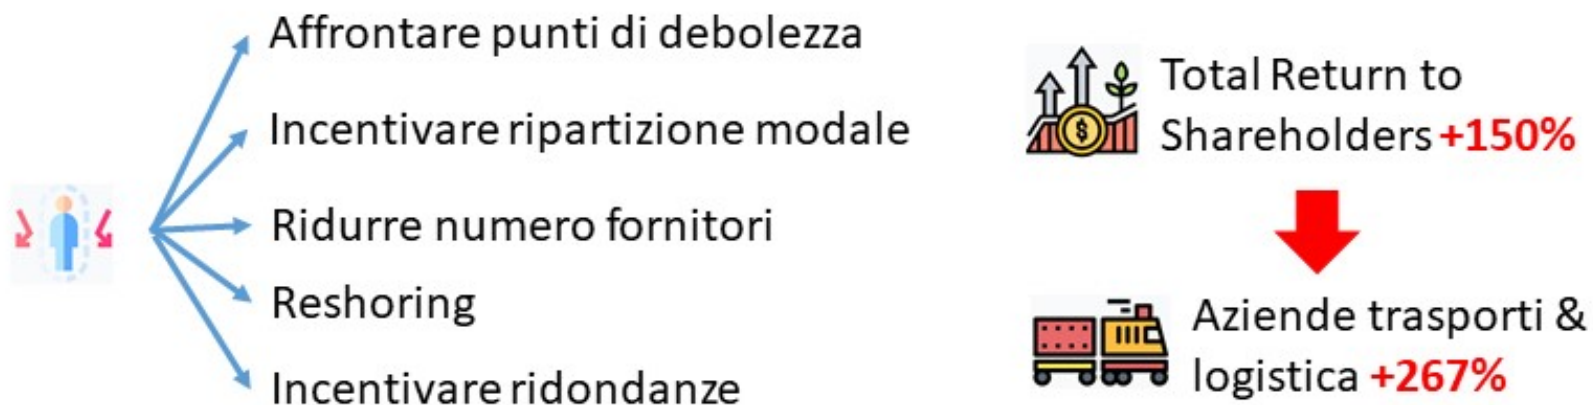 Affrontare punti di debolezza
Incentivare ripartizione modale
Ridurre numero fornitori
Reshoring
Incentivare ridondanze
Total Return to
Shareholders +150%
$
Aziende trasporti &
logistica +267%